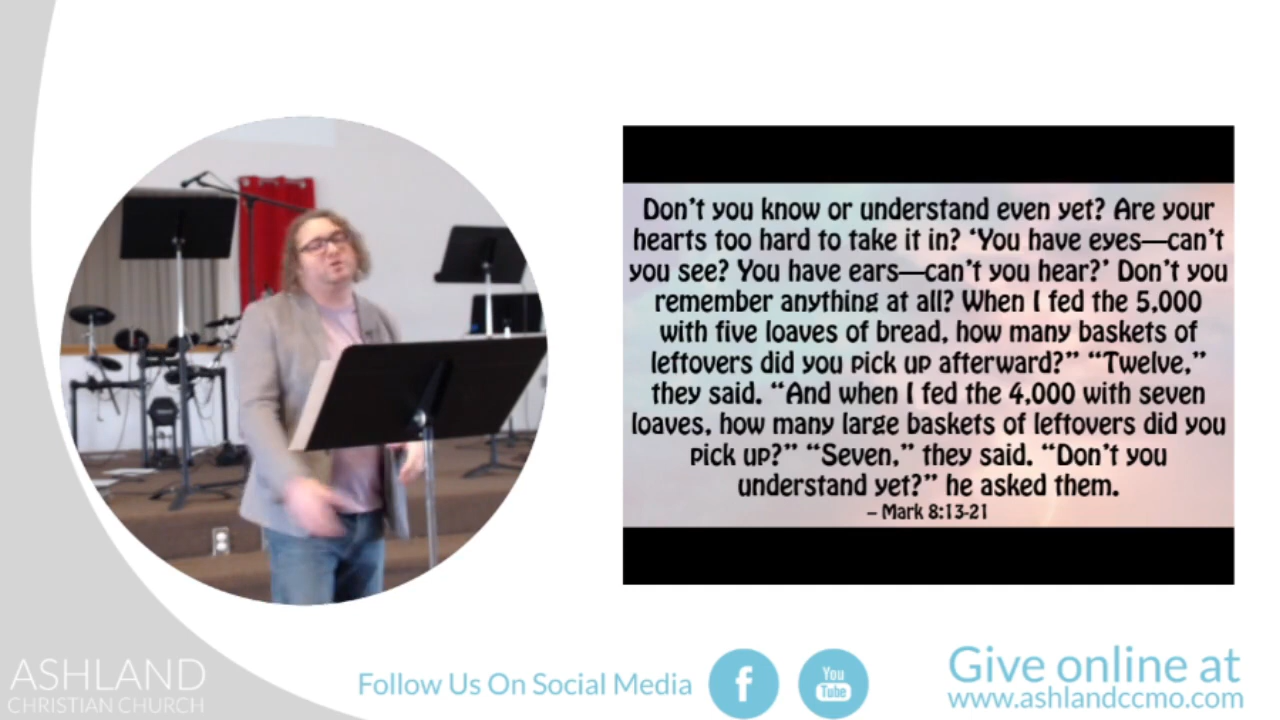 Don't you know or understand even yet? Are your
hearts too hard to take it in? ‘You have eyes—can't
you see? You have ears—can't you hear?’ Don't you
remember anything at all? When I fed the 5,000
with five loaves of bread, how many baskets of
leftovers did you pick up afterward?” “Twelve,”
they said. “And when I fed the 4,000 with seven
loaves, how many large baskets of leftovers did you
pick up?” “Seven,” they said. “Don't you
understand yet?” he asked them.
– Mark 8:13-21
ASHLAND
CHRISTIAN CHURCH
Follow Us On Social Media
f
You
Tube
Give online at
www.ashlandccmo.com